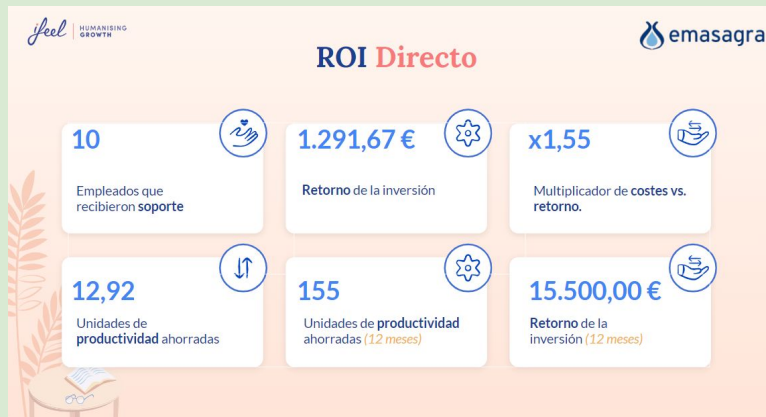 ifeel
HUMANISING
GROWTH
emasagra
ROI Directo
10
Empleados que
recibieron soporte
1.291,67 €
Retorno de la inversión
x1,55
Multiplicador de costes vs.
retorno.
12,92
Unidades de
productividad ahorradas
155
Unidades de productividad
ahorradas (12 meses)
15.500,00 €
Retorno de la
inversión (12 meses)